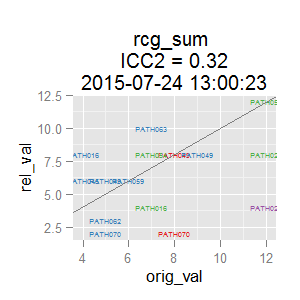 rcg_sum
ICC2 = 0.32
2015-07-24 13:00:23
rel_val
12.5
10.0
7.5
5.0
2.5
PATH063
PATH016
PATH049
PATH059
PATH016
PATH062
PATH070
PATH070
4
6
8
10
12
orig_val